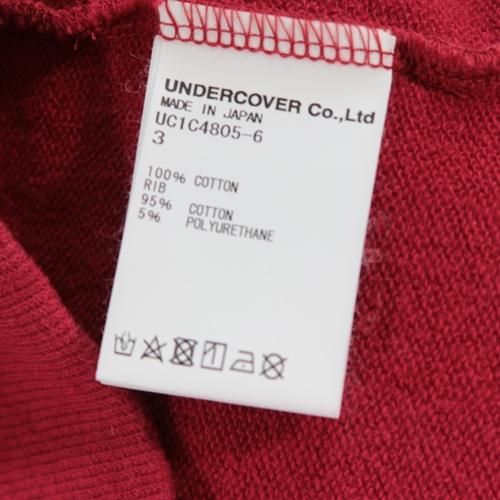 UNDERCOVER Co.,Ltd
MADE IN JAPAN
UC1C4805-6
3
100% COTTON
RIB
95% COTTON
5% POLYURETHANE